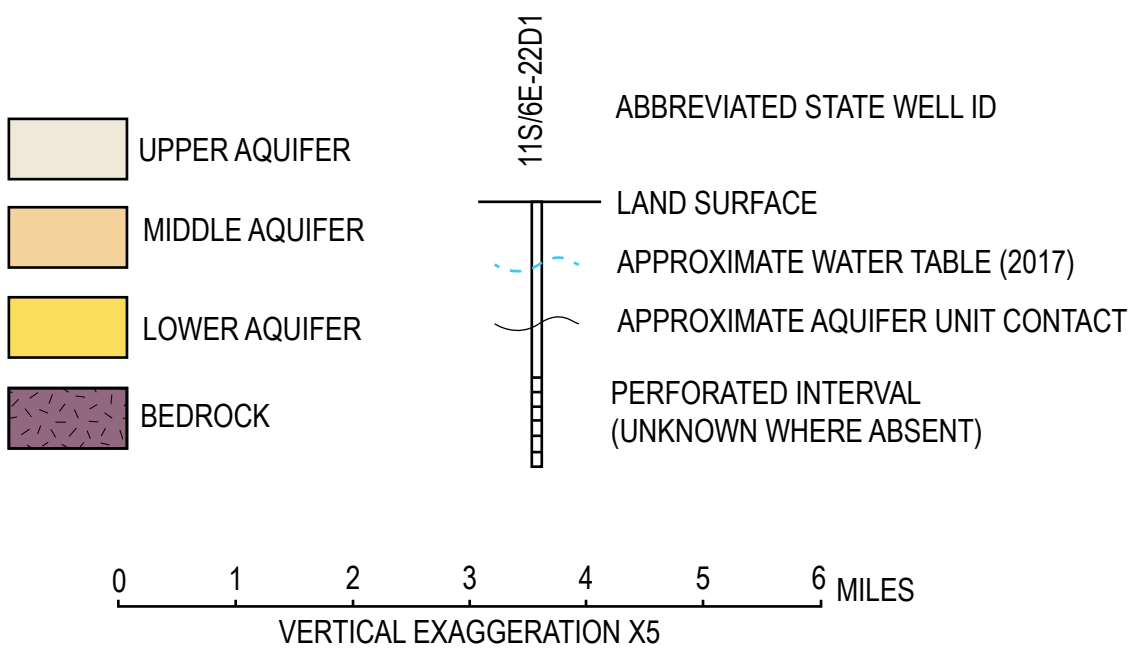 11S/6E-22D1
ABBREVIATED STATE WELL ID
UPPER AQUIFER
LAND SURFACE
MIDDLE AQUIFER
APPROXIMATE WATER TABLE (2017)
LOWER AQUIFER
APPROXIMATE AQUIFER UNIT CONTACT
BEDROCK
PERFORATED INTERVAL
(UNKNOWN WHERE ABSENT)
0 1 2 3 4 5 6 MILES
VERTICAL EXAGGERATION X5